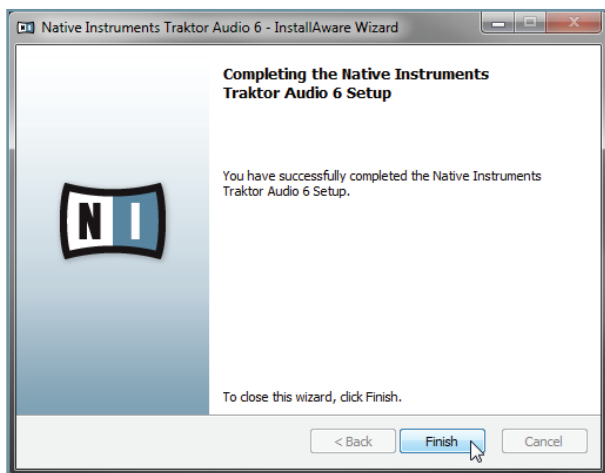 Native Instruments Traktor Audio 6 - InstallAware Wizard
Completing the Native Instruments
Traktor Audio 6 Setup
You have successfully completed the Native Instruments
Traktor Audio 6 Setup.
N I
To close this wizard, click Finish.
< Back Finish Cancel